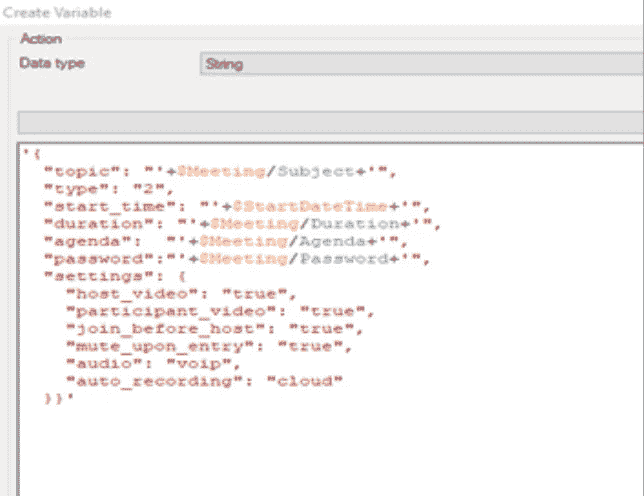 Create Variable
Action
Data type String
'{
"topic": "'+$Meeting/Subject+'",
"type": "2",
"start_time": "'+$StartDateTime+'",
"duration": "'+$Meeting/Duration+'",
"agenda":  "'+$Meeting/Agenda+'",
"password":"'+$Meeting/Password+'",
"settings": {
"host_video": "true",
"participant_video": "true",
"join_before_host": "true",
"mute_upon_entry": "true",
"audio": "voip",
"auto_recording": "cloud"
}}'